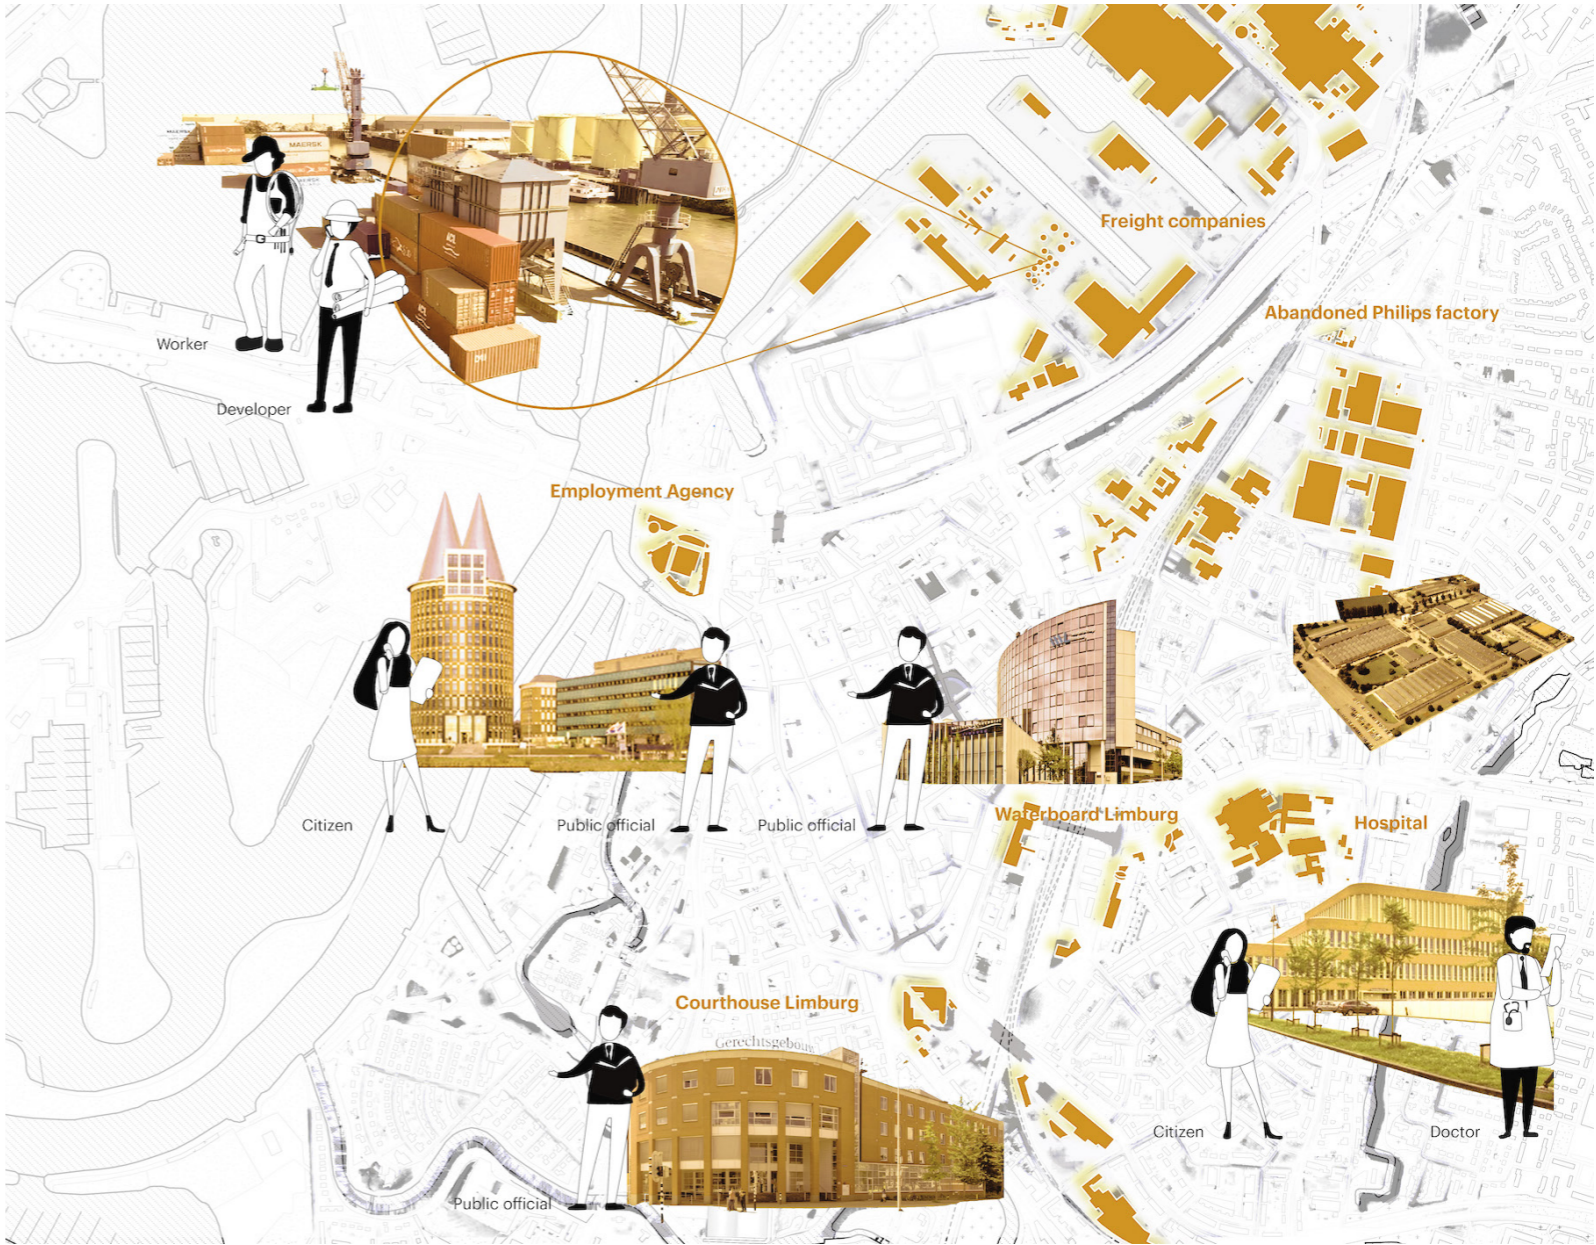 MAERSK
Freight companies
Abandoned Philips factory
Worker
Developer
Employment Agency
Citizen
Public official
Public official
Waterboard Limburg
Hospital
Courthouse Limburg
Gerechtsgebouw
Citizen
Doctor
Public official